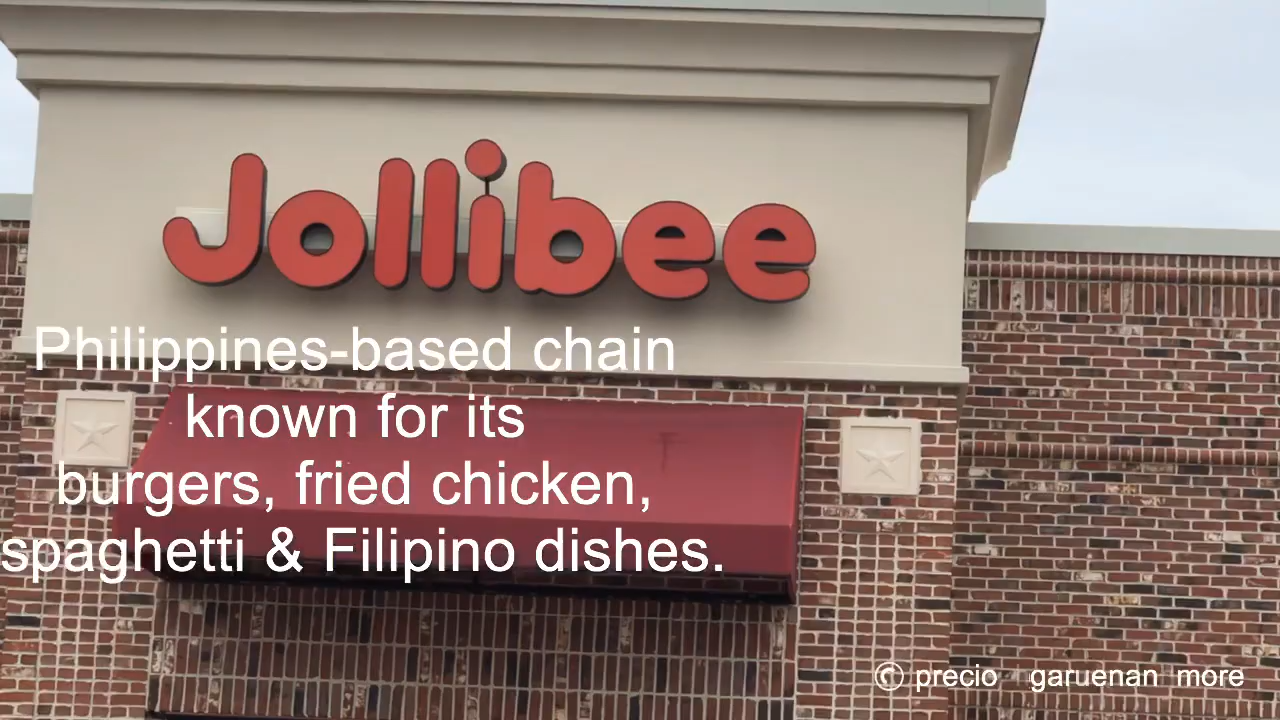 Jollibee
Philippines-based chain
known for its
burgers, fried chicken,
spaghetti & Filipino dishes.
© precio garuenan more